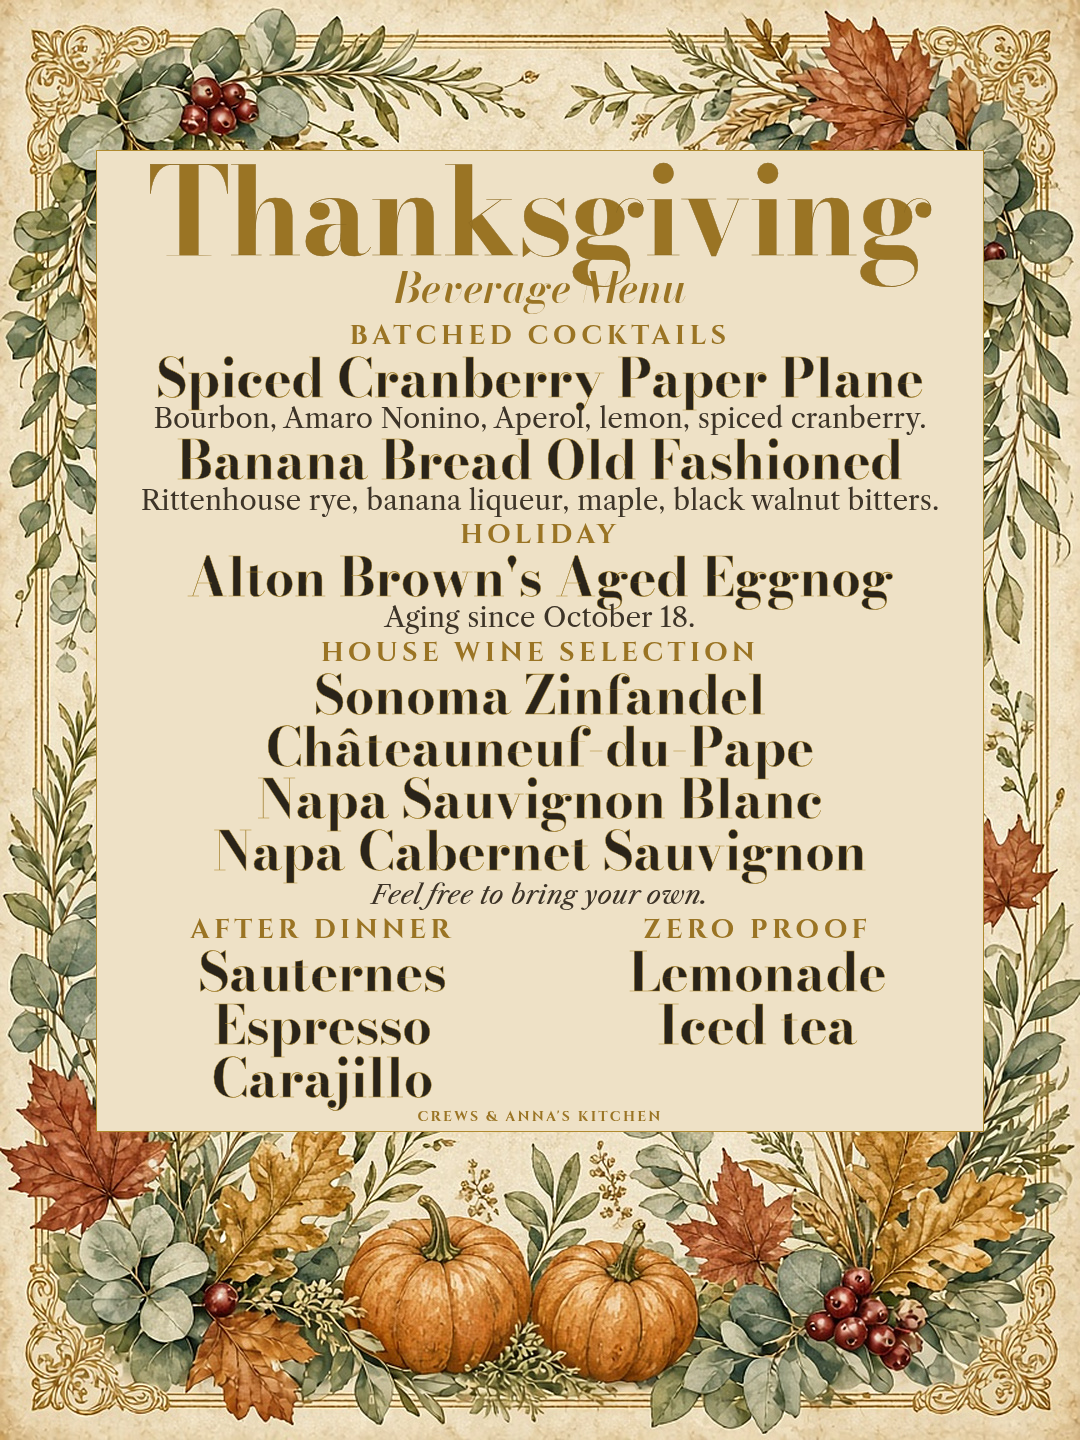 Thanksgiving
Beverage Menu
BATCHED COCKTAILS
Spiced Cranberry Paper Plane
Bourbon, Amaro Nonino, Aperol, lemon, spiced cranberry.
Banana Bread Old Fashioned
Rittenhouse rye, banana liqueur, maple, black walnut bitters.
HOLIDAY
Alton Brown's Aged Eggnog
Aging since October 18.
HOUSE WINE SELECTION
Sonoma Zinfandel
Châteauneuf-du-Pape
Napa Sauvignon Blanc
Napa Cabernet Sauvignon
Feel free to bring your own.
AFTER DINNER
Sauternes
Espresso
Carajillo
ZERO PROOF
Lemonade
Iced tea
CREWS & ANNA'S KITCHEN